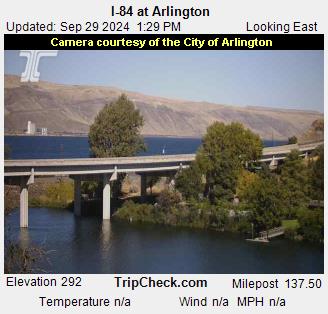 I-84 at Arlington
Updated: Sep 29 2024 1:29 PM Looking East
Camera courtesy of the City of Arlington
Elevation 292 TripCheck.com Milepost 137.50
Temperature n/a Wind n/a MPH n/a